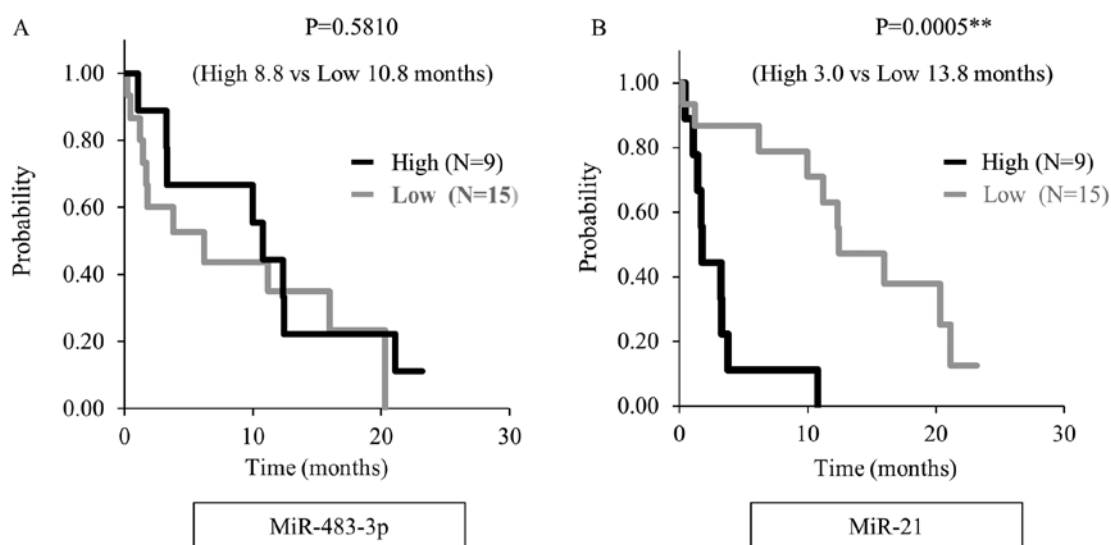 A
P=0.5810
(High 8.8 vs Low 10.8 months)
1.00
0.80
0.60
0.40
0.20
0.00
Probability
High (N=9)
Low (N=15)
0 10 20 30
Time (months)
MiR-483-3p
B
P=0.0005**
(High 3.0 vs Low 13.8 months)
1.00
0.80
0.60
0.40
0.20
0.00
Probability
High (N=9)
Low (N=15)
0 10 20 30
Time (months)
MiR-21